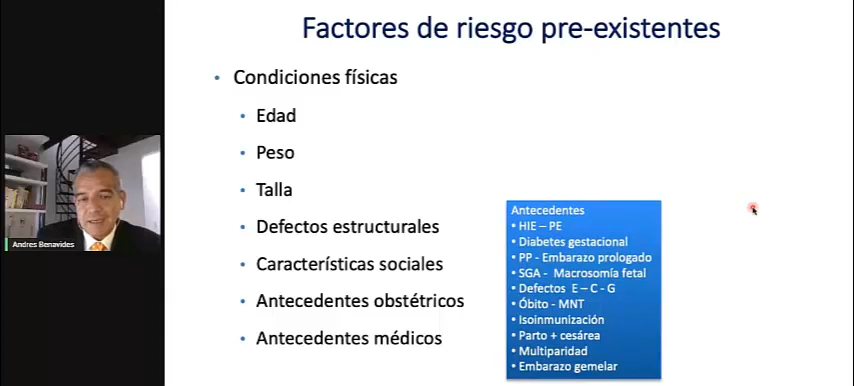 Factores de riesgo pre-existentes
• Condiciones físicas
• Edad
• Peso
• Talla
• Defectos estructurales
• Características sociales
• Antecedentes obstétricos
• Antecedentes médicos
Antecedentes
• HIE – PE
• Diabetes gestacional
• PP - Embarazo prologado
• SGA - Macrosomía fetal
• Defectos E – C - G
• Óbito - MNT
• Isoinmunización
• Parto + cesárea
• Multiparidad
• Embarazo gemelar
Andres Benavides